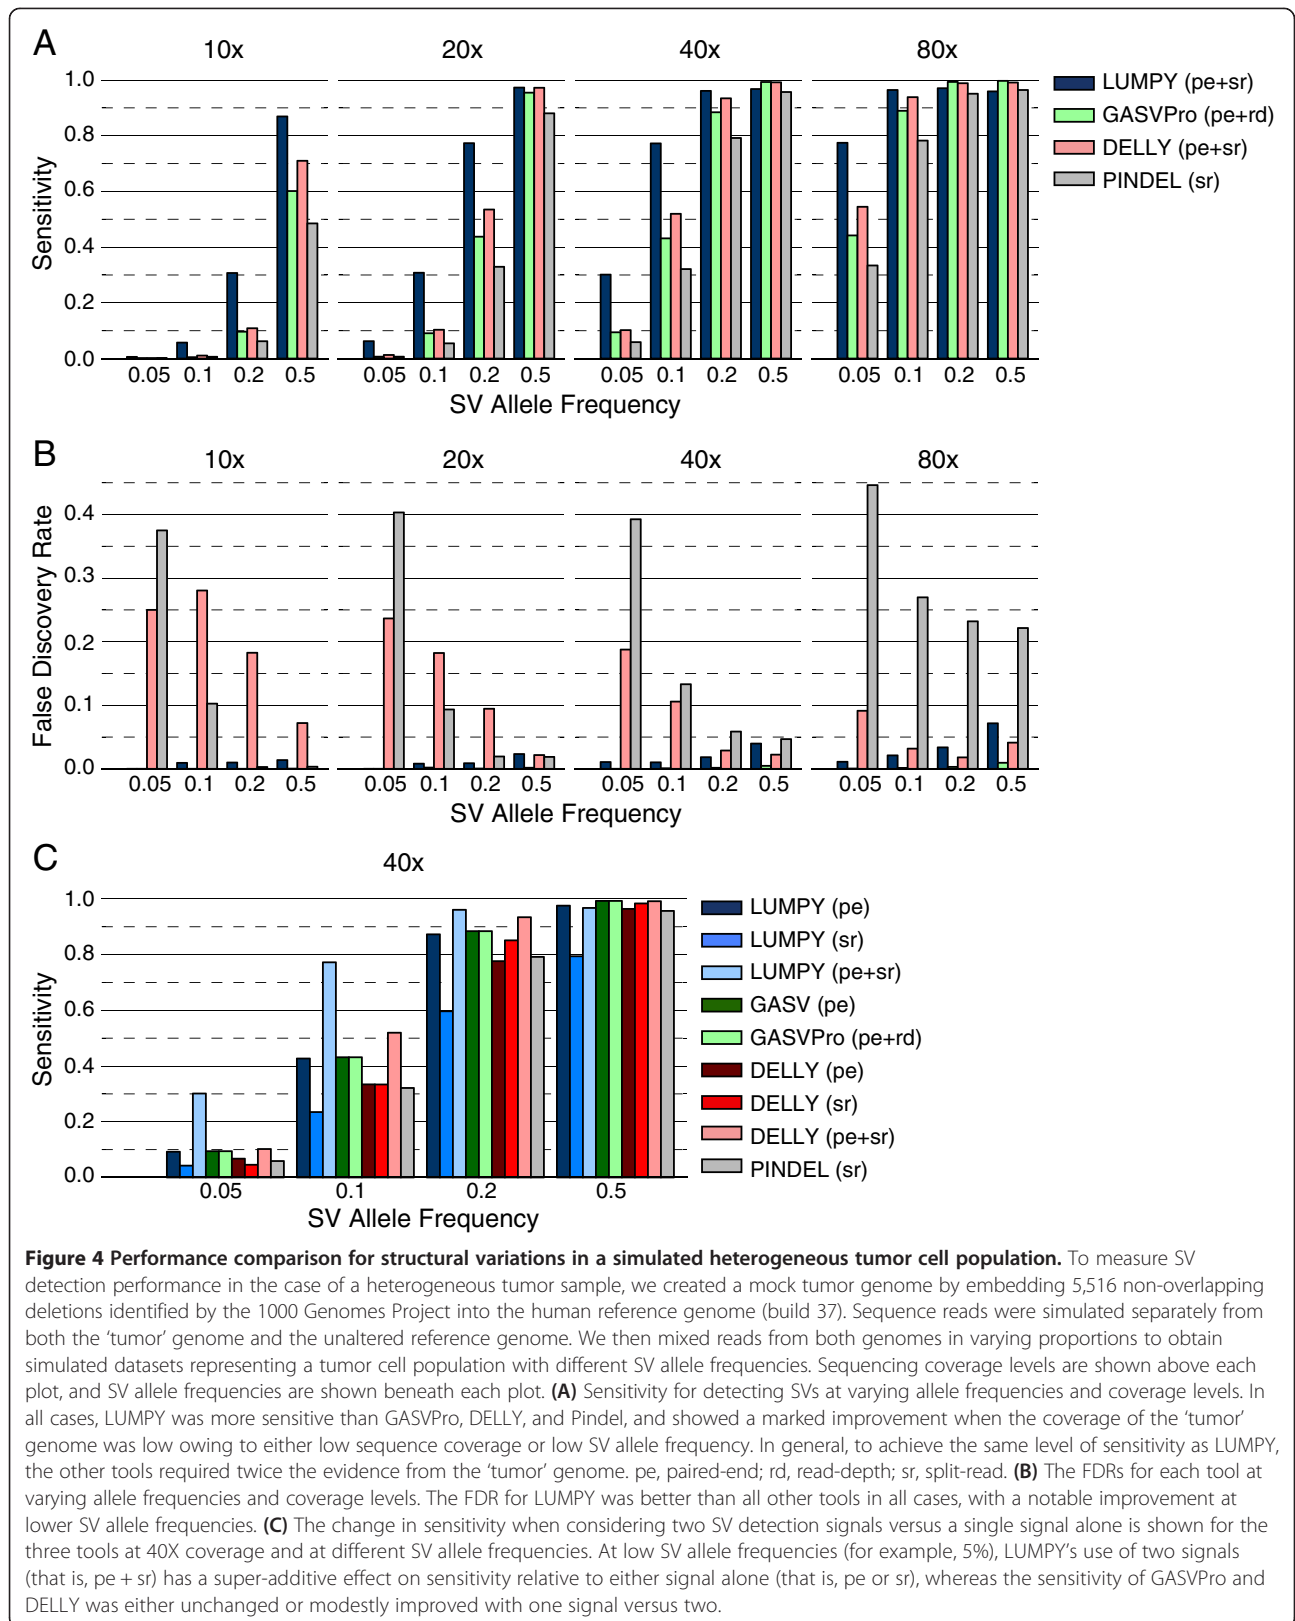 A
10x
20x
40x
80x
1.0
0.8
0.6
0.4
0.2
0.0
Sensitivity
0.05 0.1 0.2 0.5
0.05 0.1 0.2 0.5
0.05 0.1 0.2 0.5
0.05 0.1 0.2 0.5
SV Allele Frequency
SV Allele Frequency
LUMPY (pe+sr)
GASVPro (pe+rd)
DELLY (pe+sr)
PINDEL (sr)
B
10x
20x
40x
80x
0.4
0.3
0.2
0.1
0.0
False Discovery Rate
0.05 0.1 0.2 0.5
0.05 0.1 0.2 0.5
0.05 0.1 0.2 0.5
0.05 0.1 0.2 0.5
SV Allele Frequency
SV Allele Frequency
C
40x
1.0
0.8
0.6
0.4
0.2
0.0
Sensitivity
0.05 0.1 0.2 0.5
SV Allele Frequency
LUMPY (pe)
LUMPY (sr)
LUMPY (pe+sr)
GASV (pe)
GASVPro (pe+rd)
DELLY (pe)
DELLY (sr)
DELLY (pe+sr)
PINDEL (sr)
Figure 4 Performance comparison for structural variations in a simulated heterogeneous tumor cell population. To measure SV
detection performance in the case of a heterogeneous tumor sample, we created a mock tumor genome by embedding 5,516 non-overlapping
deletions identified by the 1000 Genomes Project into the human reference genome (build 37). Sequence reads were simulated separately from
both the ‘tumor’ genome and the unaltered reference genome. We then mixed reads from both genomes in varying proportions to obtain
simulated datasets representing a tumor cell population with different SV allele frequencies. Sequencing coverage levels are shown above each
plot, and SV allele frequencies are shown beneath each plot. (A) Sensitivity for detecting SVs at varying allele frequencies and coverage levels. In
all cases, LUMPY was more sensitive than GASVPro, DELLY, and Pindel, and showed a marked improvement when the coverage of the ‘tumor’
genome was low owing to either low sequence coverage or low SV allele frequency. In general, to achieve the same level of sensitivity as LUMPY,
the other tools required twice the evidence from the ‘tumor’ genome. pe, paired-end; rd, read-depth; sr, split-read. (B) The FDRs for each tool at
varying allele frequencies and coverage levels. The FDR for LUMPY was better than all other tools in all cases, with a notable improvement at
lower SV allele frequencies. (C) The change in sensitivity when considering two SV detection signals versus a single signal alone is shown for the
three tools at 40X coverage and at different SV allele frequencies. At low SV allele frequencies (for example, 5%), LUMPY’s use of two signals
(that is, pe + sr) has a super-additive effect on sensitivity relative to either signal alone (that is, pe or sr), whereas the sensitivity of GASVPro and
DELLY was either unchanged or modestly improved with one signal versus two.